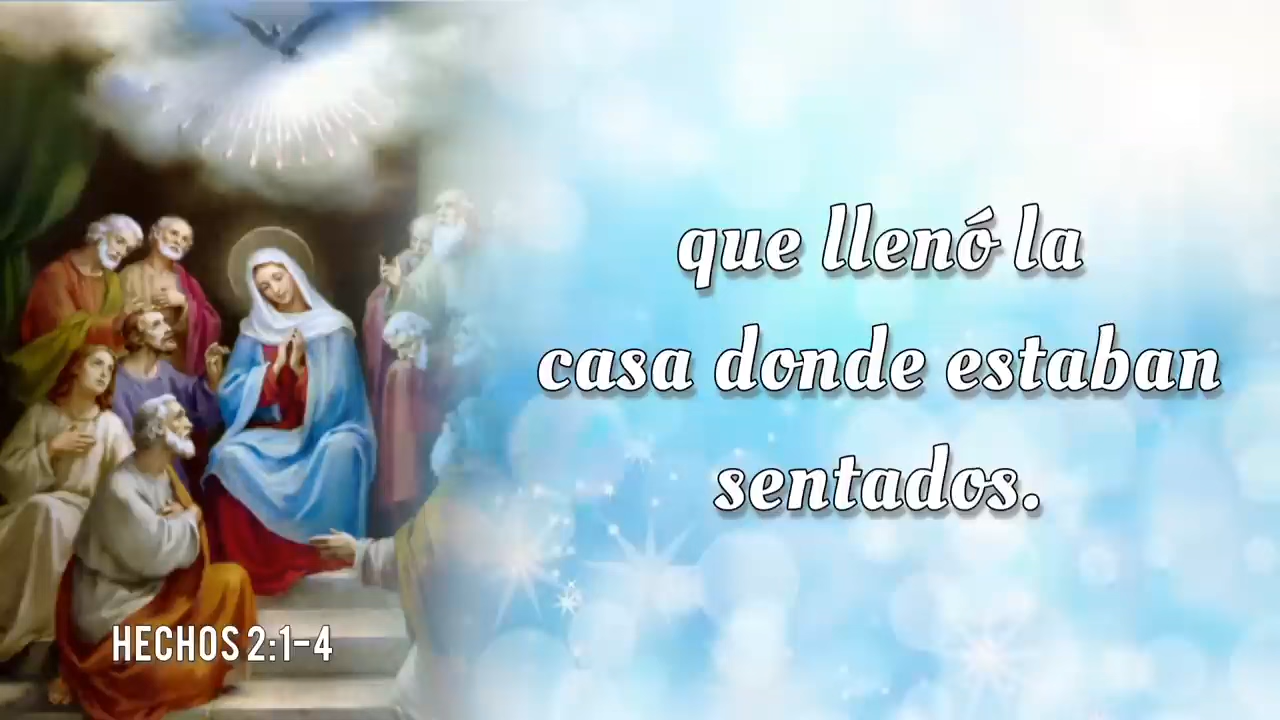 que llenó la
casa donde estaban
sentados.
HECHOS 2:1-4